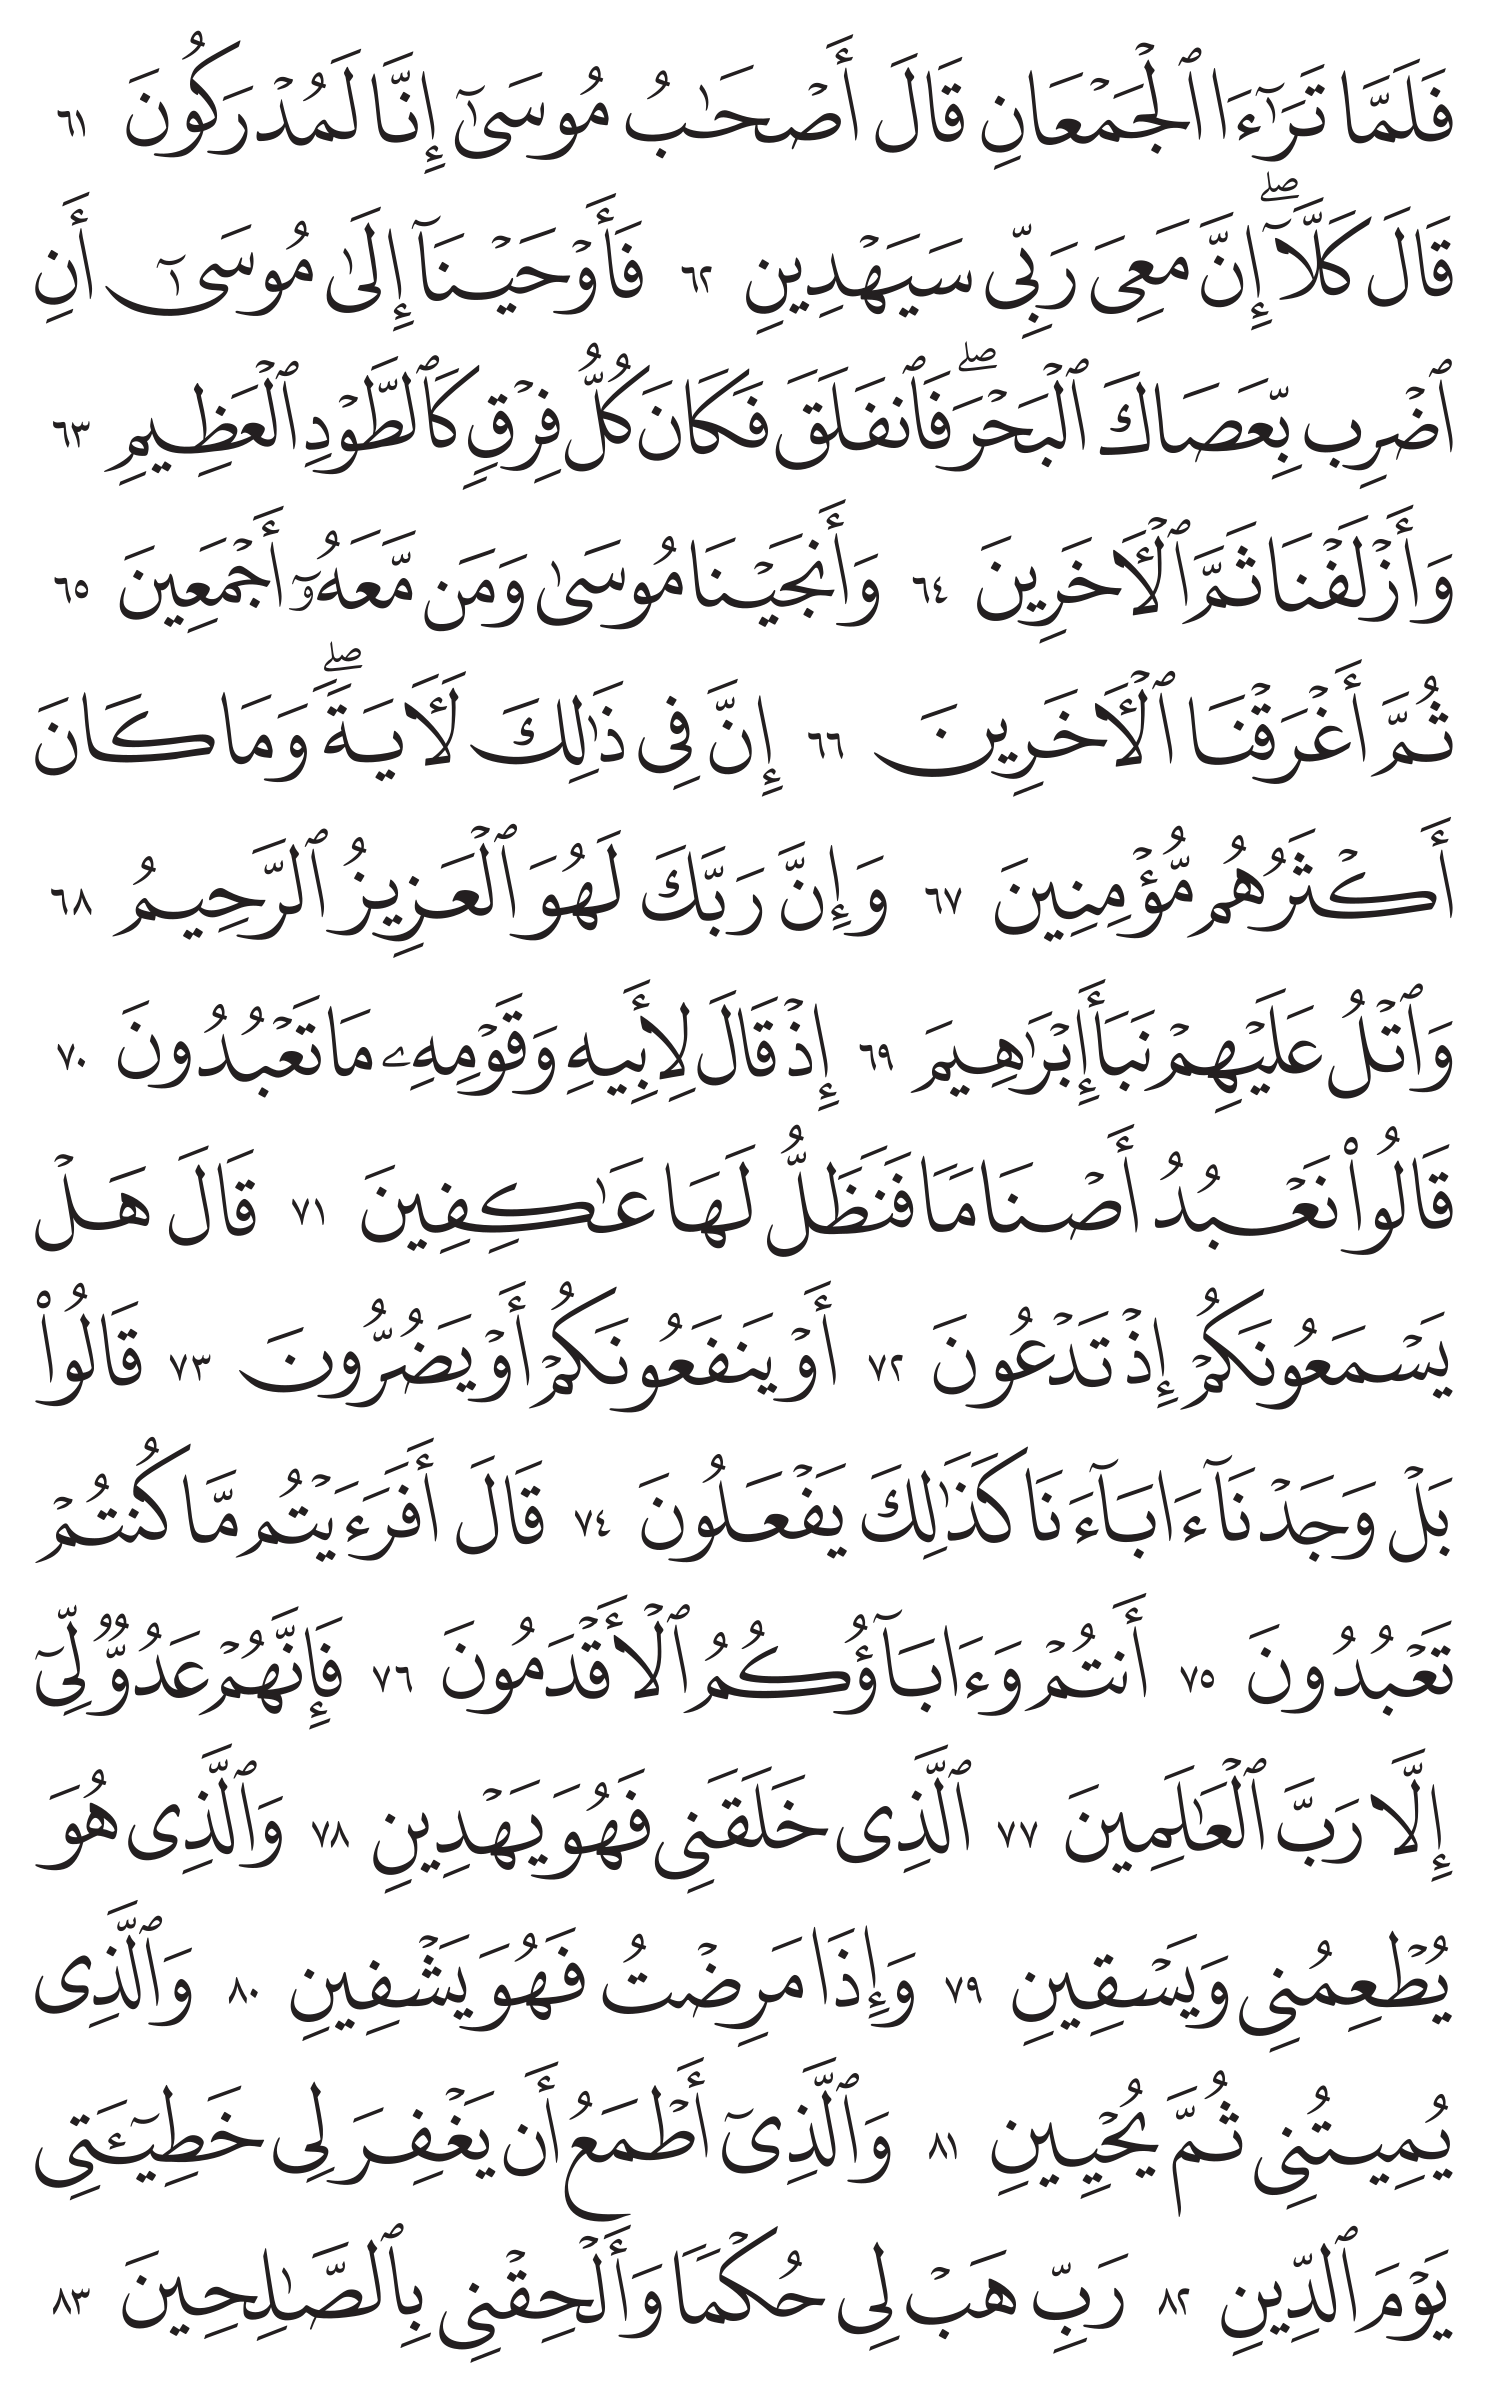 فَلَمَّا تَرَٰٓءَا ٱلۡجَمۡعَانِ قَالَ أَصۡحَٰبُ مُوسَىٰٓ إِنَّا لَمُدۡرَكُونَ ٦١
قَالَ كَلَّآۖ إِنَّ مَعِيَ رَبِّي سَيَهۡدِينِ ٦٢ فَأَوۡحَيۡنَآ إِلَىٰ مُوسَىٰٓ أَنِ
ٱضۡرِب بِّعَصَاكَ ٱلۡبَحۡرَۖ فَٱنفَلَقَ فَكَانَ كُلُّ فِرۡقٖ كَٱلطَّوۡدِ ٱلۡعَظِيمِ ٦٣
وَأَزۡلَفۡنَا ثَمَّ ٱلۡأٓخَرِينَ ٦٤ وَأَنجَيۡنَا مُوسَىٰ وَمَن مَّعَهُۥٓ أَجۡمَعِينَ ٦٥
ثُمَّ أَغۡرَقۡنَا ٱلۡأٓخَرِينَ ٦٦ إِنَّ فِي ذَٰلِكَ لَأٓيَةٗۖ وَمَا كَانَ
أَكۡثَرُهُم مُّؤۡمِنِينَ ٦٧ وَإِنَّ رَبَّكَ لَهُوَ ٱلۡعَزِيزُ ٱلرَّحِيمُ ٦٨
وَٱتۡلُ عَلَيۡهِمۡ نَبَأَ إِبۡرَٰهِيمَ ٦٩ إِذۡ قَالَ لِأَبِيهِ وَقَوۡمِهِۦ مَا تَعۡبُدُونَ ٧٠
قَالُواْ نَعۡبُدُ أَصۡنَامٗا فَنَظَلُّ لَهَا عَٰكِفِينَ ٧١ قَالَ هَلۡ
يَسۡمَعُونَكُمۡ إِذۡ تَدۡعُونَ ٧٢ أَوۡ يَنفَعُونَكُمۡ أَوۡ يَضُرُّونَ ٧٣ قَالُواْ
بَلۡ وَجَدۡنَآ ءَابَآءَنَا كَذَٰلِكَ يَفۡعَلُونَ ٧٤ قَالَ أَفَرَءَيۡتُم مَّا كُنتُمۡ
تَعۡبُدُونَ ٧٥ أَنتُمۡ وَءَابَآؤُكُمُ ٱلۡأَقۡدَمُونَ ٧٦ فَإِنَّهُمۡ عَدُوّٞ لِّيٓ
إِلَّا رَبَّ ٱلۡعَٰلَمِينَ ٧٧ ٱلَّذِي خَلَقَنِي فَهُوَ يَهۡدِينِ ٧٨ وَٱلَّذِي هُوَ
يُطۡعِمُنِي وَيَسۡقِينِ ٧٩ وَإِذَا مَرِضۡتُ فَهُوَ يَشۡفِينِ ٨٠ وَٱلَّذِي
يُمِيتُنِي ثُمَّ يُحۡيِينِ ٨١ وَٱلَّذِيٓ أَطۡمَعُ أَن يَغۡفِرَ لِي خَطِيٓـَٔتِي
يَوۡمَ ٱلدِّينِ ٨٢ رَبِّ هَبۡ لِي حُكۡمٗا وَأَلۡحِقۡنِي بِٱلصَّٰلِحِينَ ٨٣